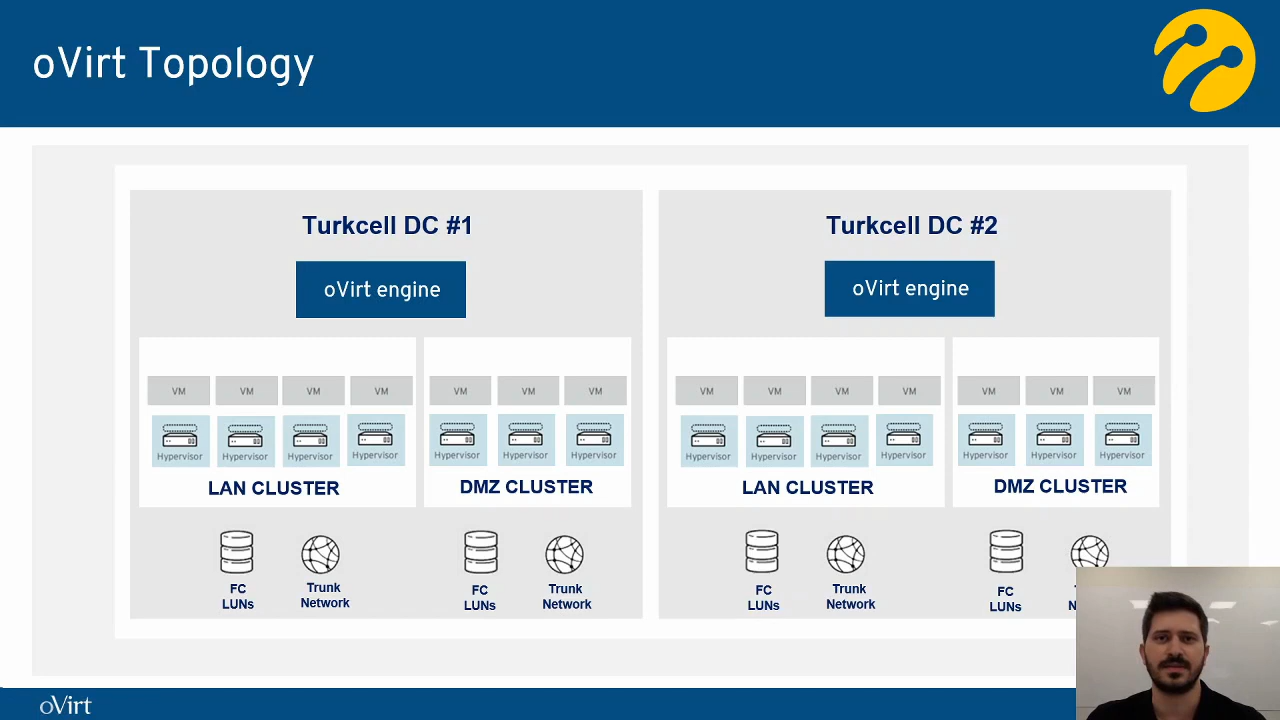 oVirt Topology
Turkcell DC #1
oVirt engine
VM
VM
VM
VM
Hypervisor
Hypervisor
Hypervisor
Hypervisor
LAN CLUSTER
VM
VM
VM
Hypervisor
Hypervisor
Hypervisor
DMZ CLUSTER
FC
LUNs
Trunk
Network
FC
LUNs
Trunk
Network
Turkcell DC #2
oVirt engine
VM
VM
VM
VM
Hypervisor
Hypervisor
Hypervisor
Hypervisor
LAN CLUSTER
VM
VM
VM
Hypervisor
Hypervisor
Hypervisor
DMZ CLUSTER
FC
LUNs
Trunk
Network
FC
LUNs
oVirt